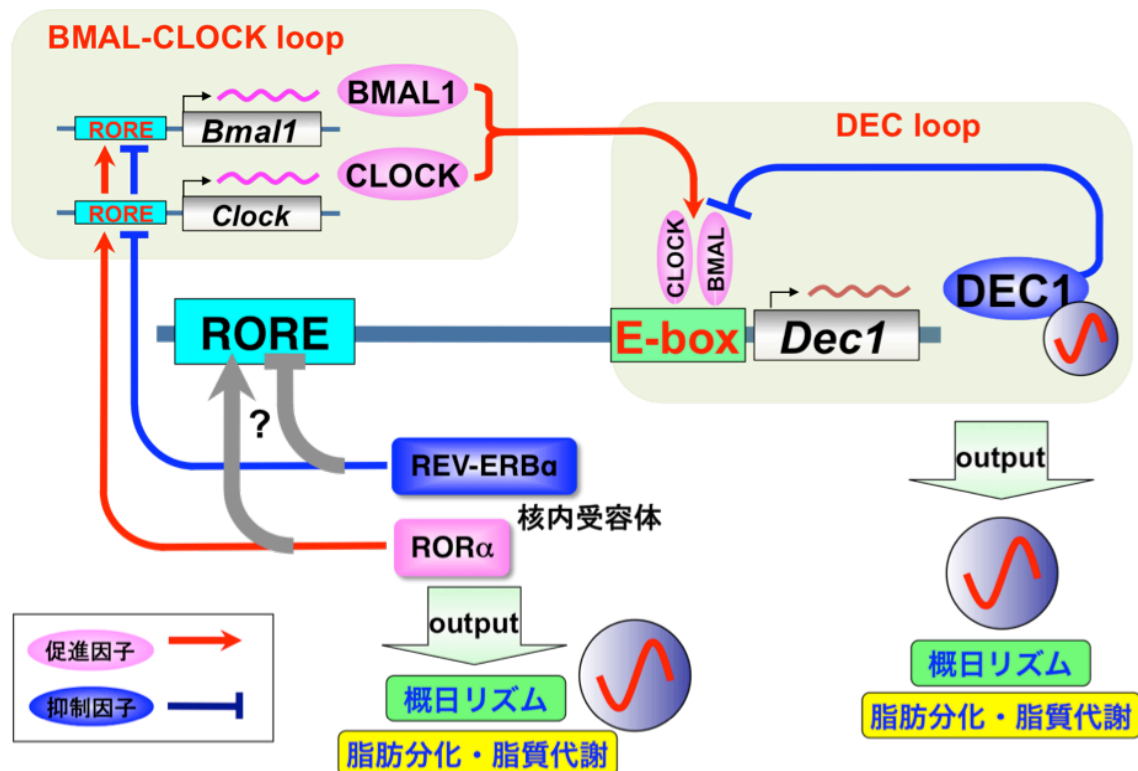 BMAL-CLOCK loop
RORE
Bmal1
BMAL1
RORE
Clock
CLOCK
DEC loop
CLOCK
BMAL
DEC1
RORE
E-box
Dec1
?
REV-ERBα
核内受容体
RORα
output
概日リズム
脂肪分化・脂質代謝
output
概日リズム
脂肪分化・脂質代謝
促進因子
抑制因子